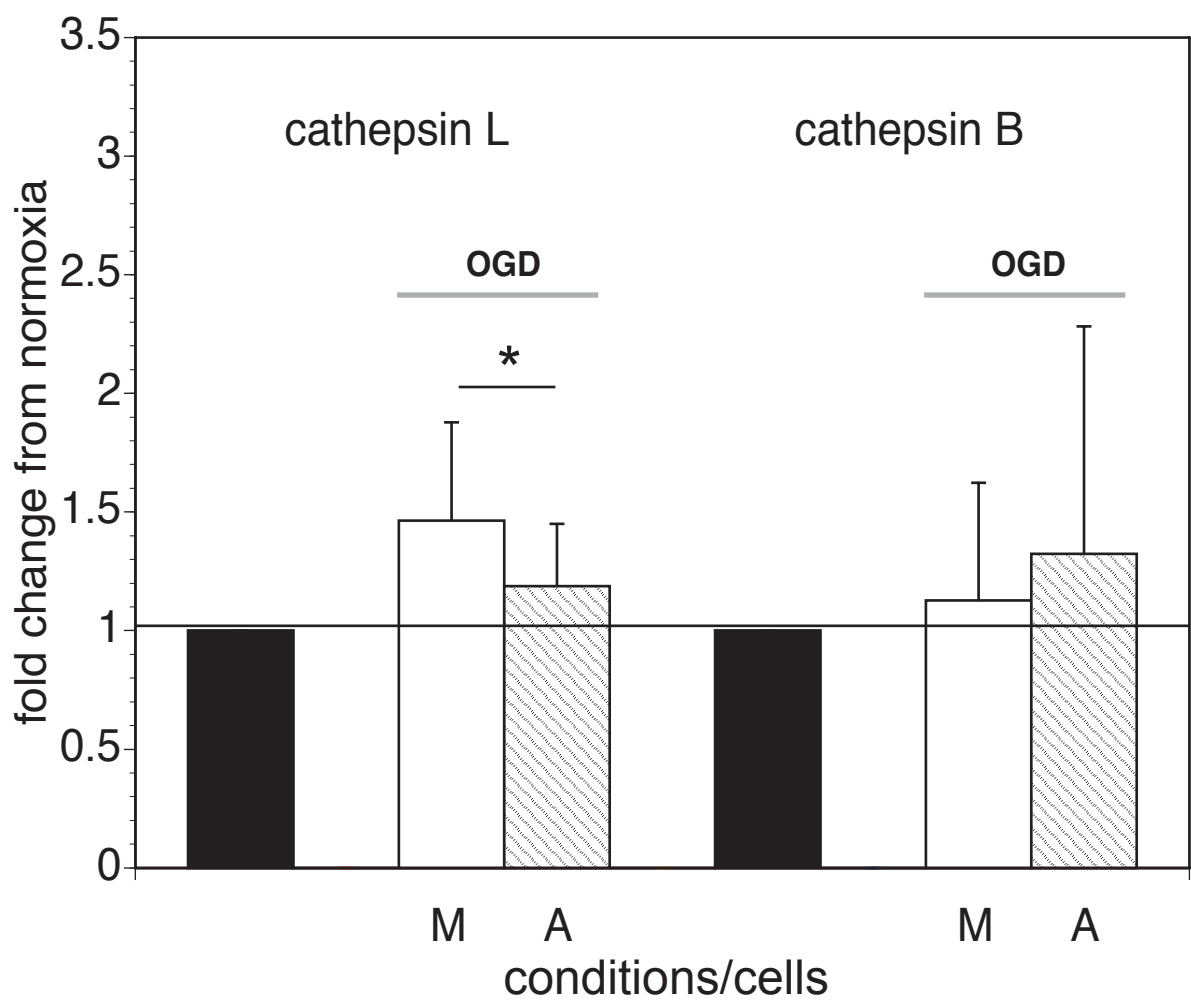 3.5
cathepsin L cathepsin B
3
OGD OGD
2.5
*
2
1.5
1
0.5
0
fold change from normoxia
M A M A
conditions/cells